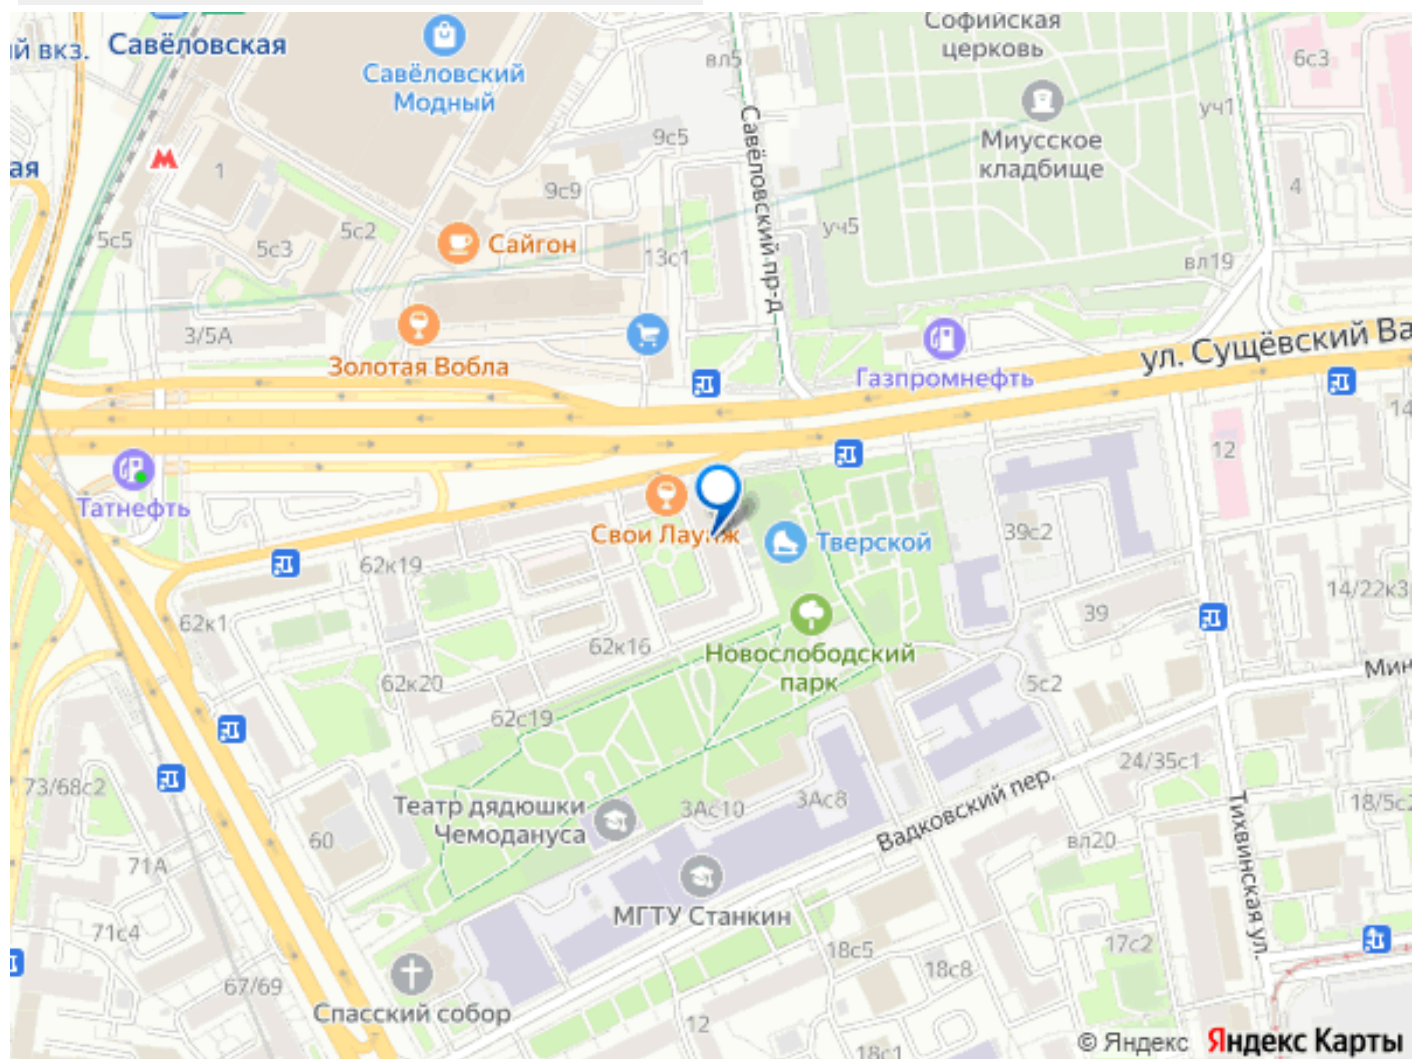 Софийская
церковь
й вкз.
Савёловская
Савёловский
Модный
вл5
6с3
уч1
Миусское
кладбище
9с5
ая
1
9с9
4
Савёловский пр-д
5с5
5с3
5с2
Сайгон
13с1
уч5
вл19
3/5А
Золотая Вобла
Газпромнефть
ул. Сущёвский Ва
14
12
Татнефть
Свои Лаунж
Тверской
39с2
62к19
14/22к3
62к1
39
62к16
Новослободский
парк
Мин
62к20
5с2
62с19
24/35с1
73/68с2
Театр дядюшки
Чемодануса
3Ас10
3Ас8
18/5с2
Вадковский пер.
Тихвинская ул.
60
вл20
71А
МГТУ Станкин
71с4
18с5
17с2
18с8
67/69
Спасский собор
12
18с1
© Яндекс Яндекс Карты